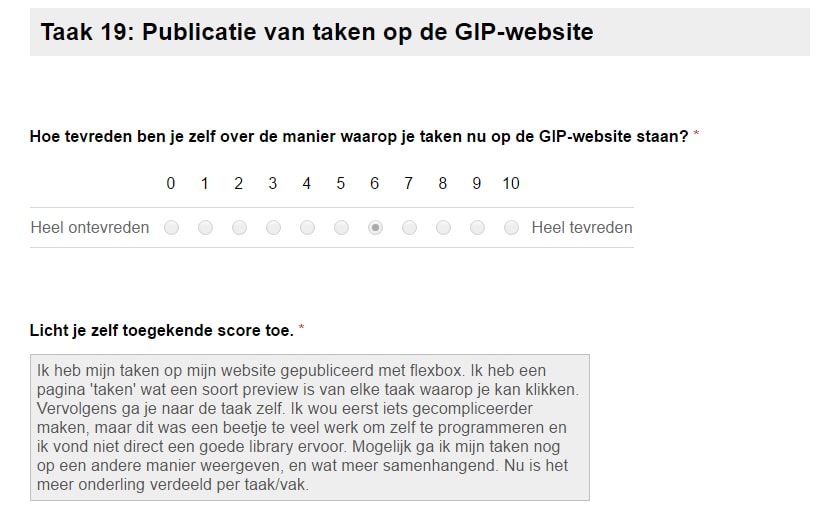 Taak 19: Publicatie van taken op de GIP-website
Hoe tevreden ben je zelf over de manier waarop je taken nu op de GIP-website staan? *
0 1 2 3 4 5 6 7 8 9 10
Heel ontevreden Heel tevreden
Licht je zelf toegekende score toe. *
Ik heb mijn taken op mijn website gepubliceerd met flexbox. Ik heb een
pagina 'taken' wat een soort preview is van elke taak waarop je kan klikken.
Vervolgens ga je naar de taak zelf. Ik wou eerst iets gecompliceerder
maken, maar dit was een beetje te veel werk om zelf te programmeren en
ik vond niet direct een goede library ervoor. Mogelijk ga ik mijn taken nog
op een andere manier weergeven, en wat meer samenhangend. Nu is het
meer onderling verdeeld per taak/vak.